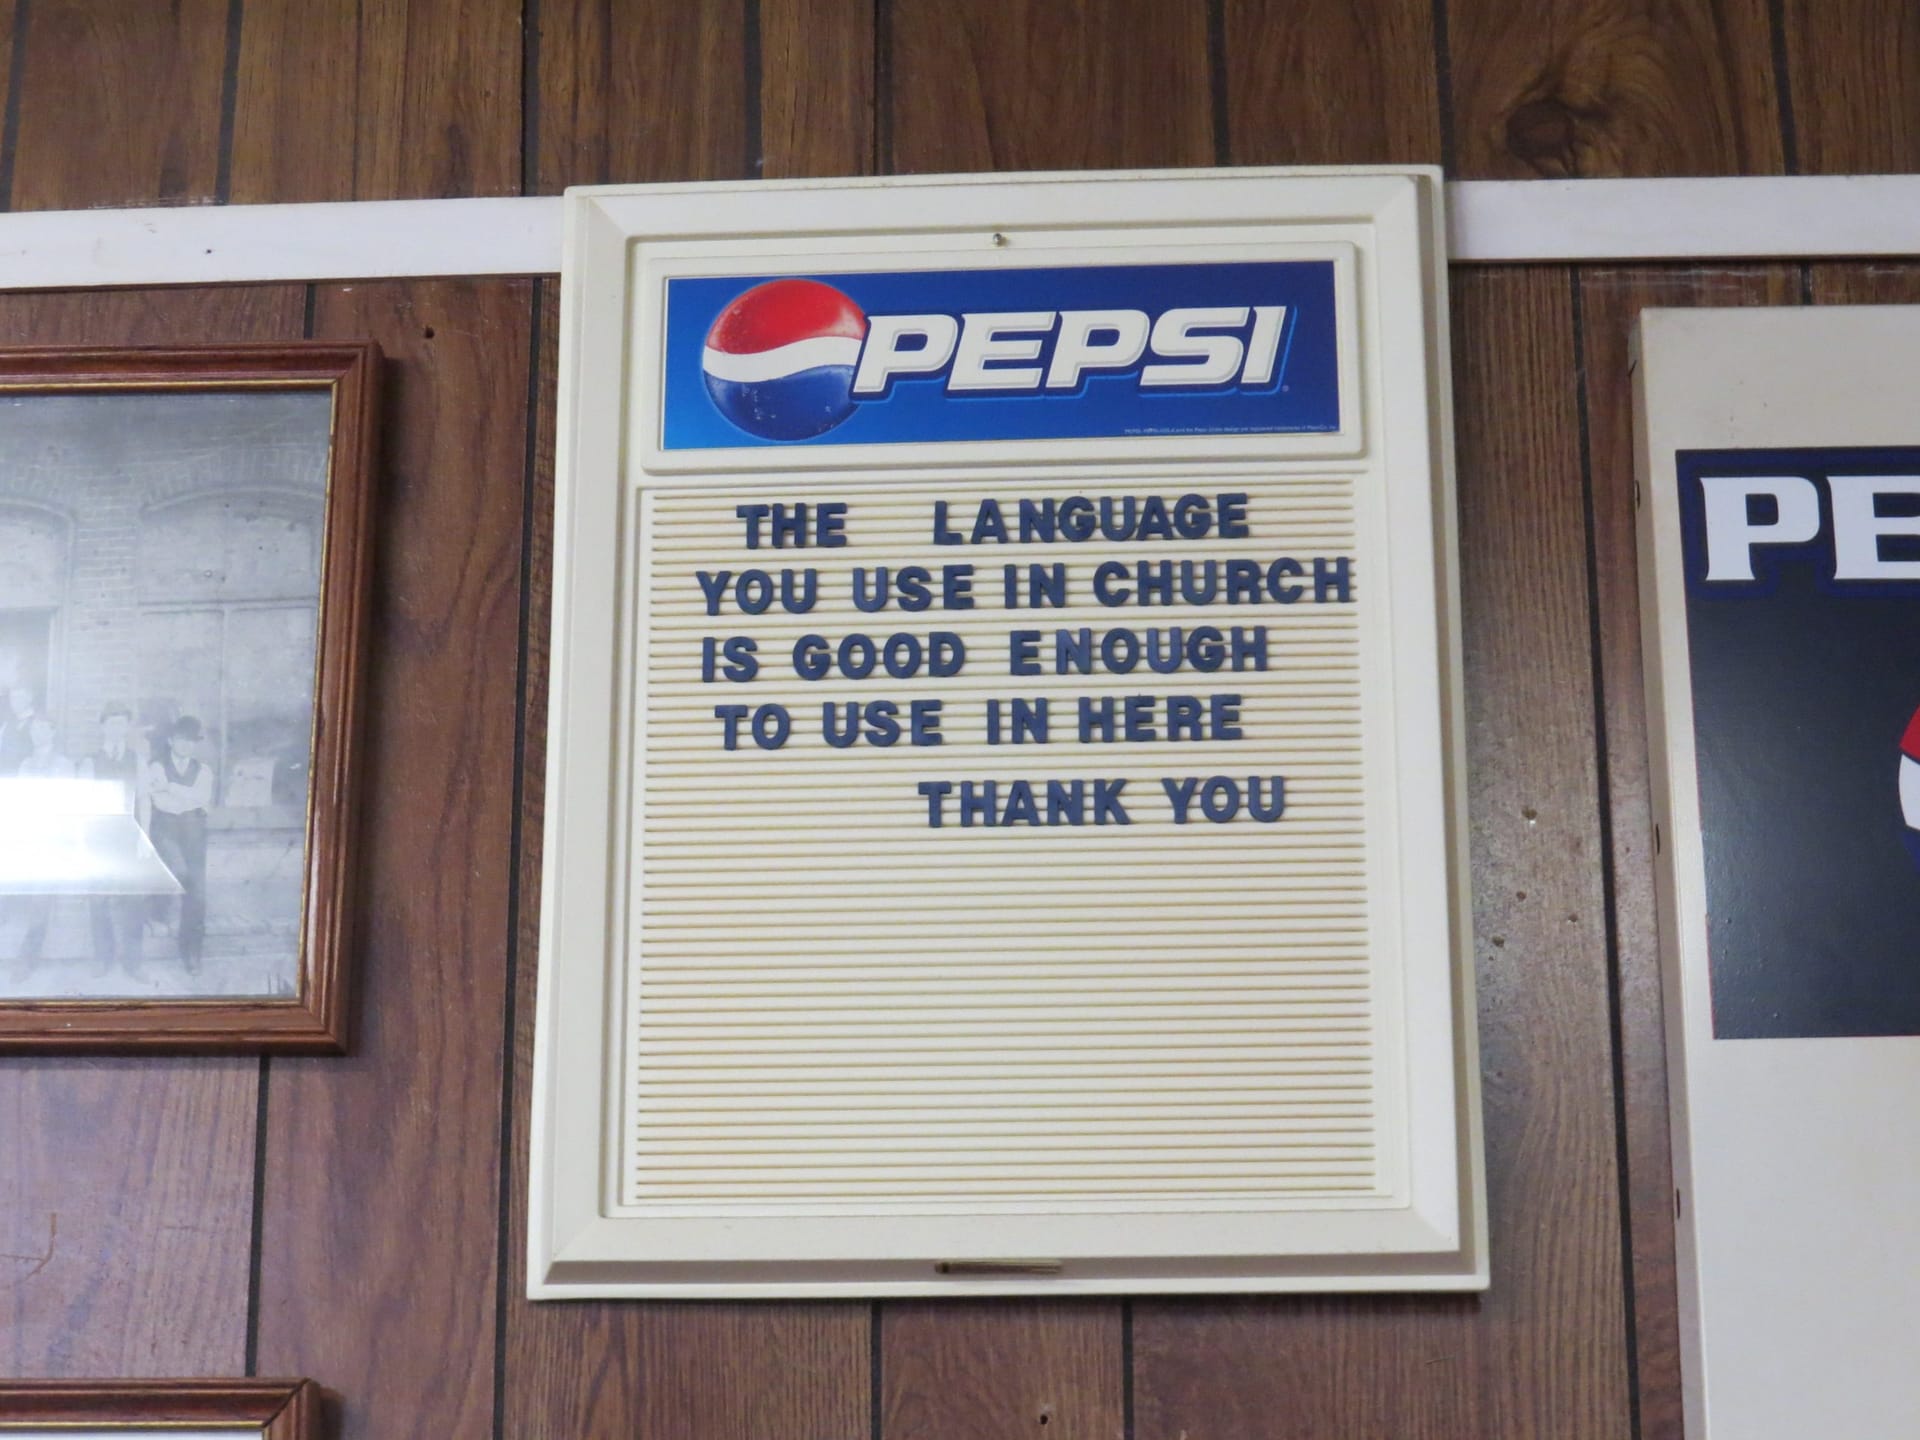 PEPSI
THE LANGUAGE
YOU USE IN CHURCH
IS GOOD ENOUGH
TO USE IN HERE
THANK YOU
PE